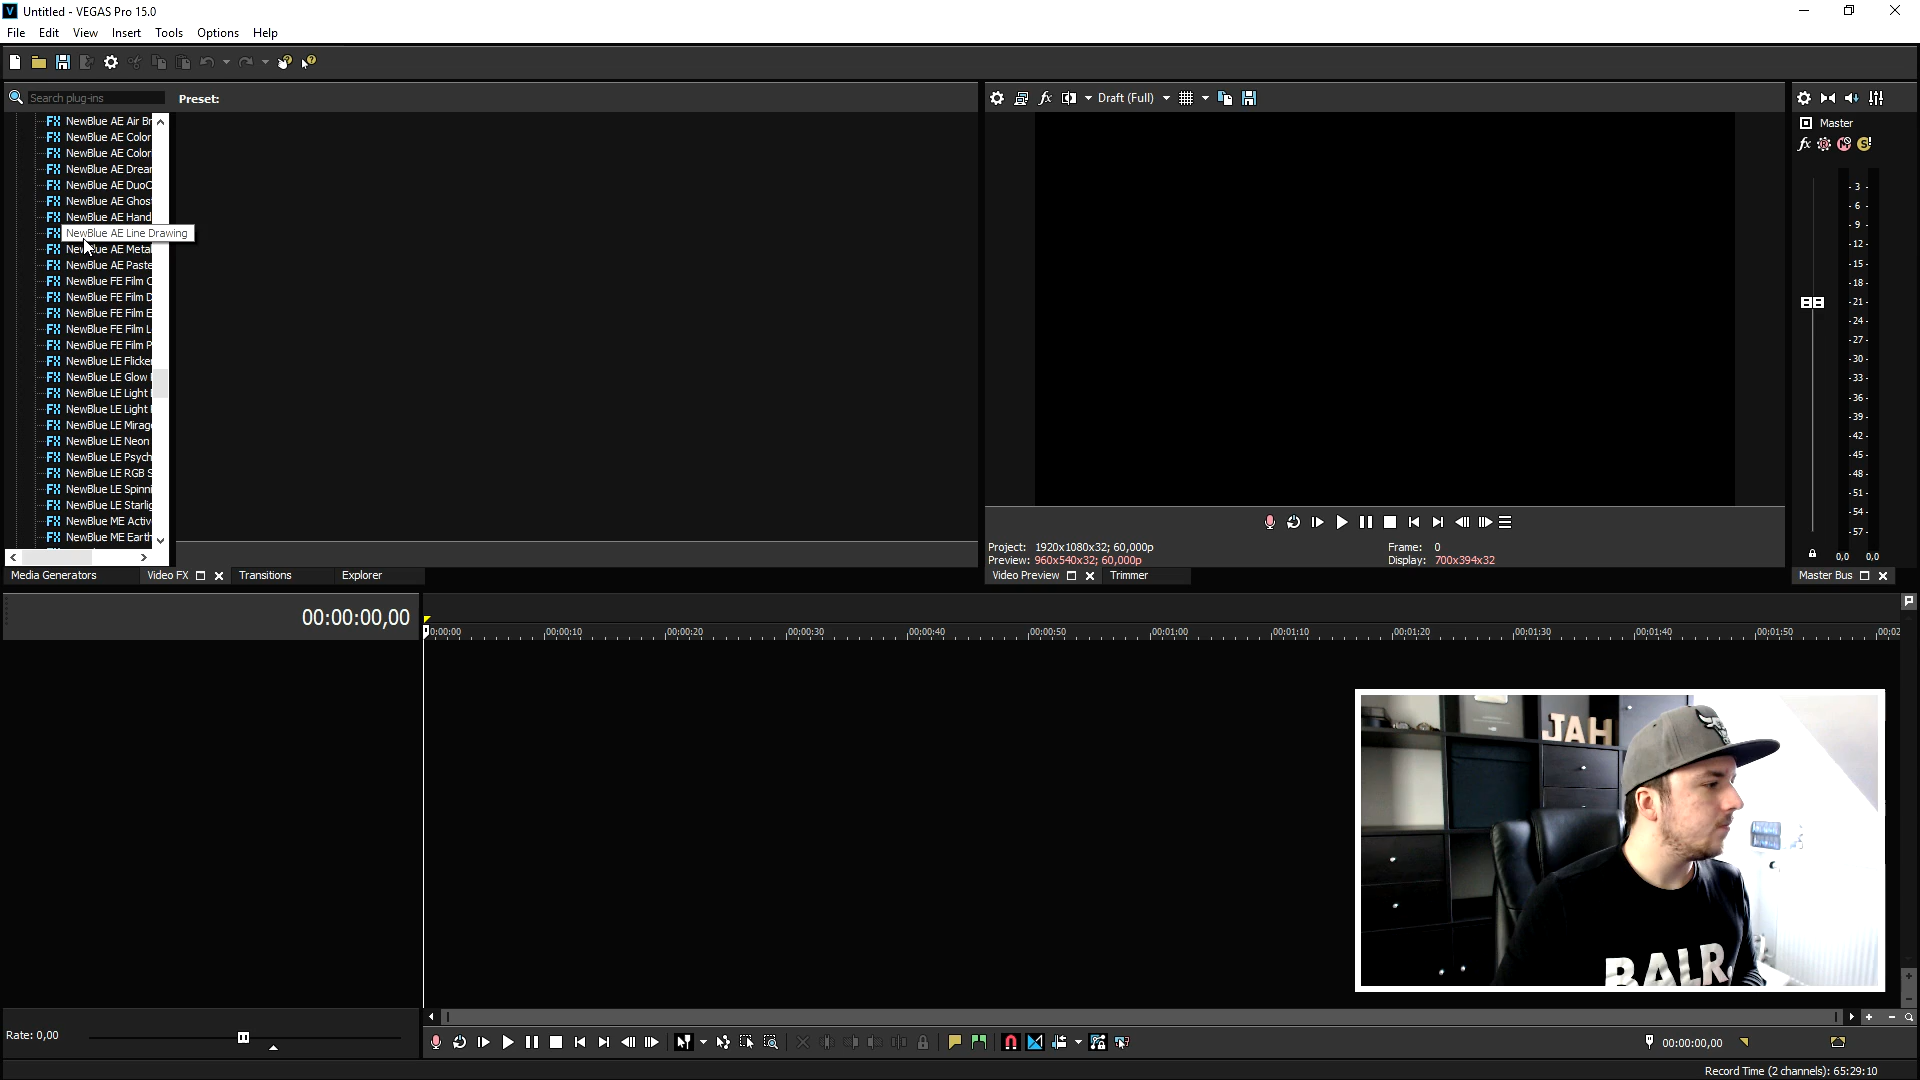 Untitled - VEGAS Pro 15.0
File Edit View Insert Tools Options Help
Search plug-ins
Preset:
Draft (Full)
NewBlue AE Air Br
NewBlue AE Color
NewBlue AE Color
NewBlue AE Drear
NewBlue AE DuoC
NewBlue AE Ghos
NewBlue AE Hand
NewBlue AE Line Drawing
NewBlue AE Metal
NewBlue AE Paste
NewBlue FE Film C
NewBlue FE Film D
NewBlue FE Film E
NewBlue FE Film L
NewBlue FE Film P
NewBlue LE Flicker
NewBlue LE Glow
NewBlue LE Light
NewBlue LE Light
NewBlue LE Mirag
NewBlue LE Neon
NewBlue LE Psych
NewBlue LE RGB S
NewBlue LE Spinni
NewBlue LE Starlig
NewBlue ME Activ
NewBlue ME Earth
Master
- 3 -
- 6 -
- 9 -
- 12 -
- 15 -
- 18 -
- 21 -
- 24 -
- 27 -
- 30 -
- 33 -
- 36 -
- 39 -
- 42 -
- 45 -
- 48 -
- 51 -
- 54 -
- 57 -
0,0 0,0
Project: 1920x1080x32; 60,000p
Preview: 960x540x32; 60,000p
Frame: 0
Display: 700x394x32
Media Generators Video FX Transitions Explorer
Video Preview Trimmer
Master Bus
00:00:00,00
0:00:00 00:00:10 00:00:20 00:00:30 00:00:40 00:00:50 00:01:00 00:01:10 00:01:20 00:01:30 00:01:40 00:01:50 00:02
JAH
BALR.
Rate: 0,00
00:00:00,00
Record Time (2 channels): 65:29:10